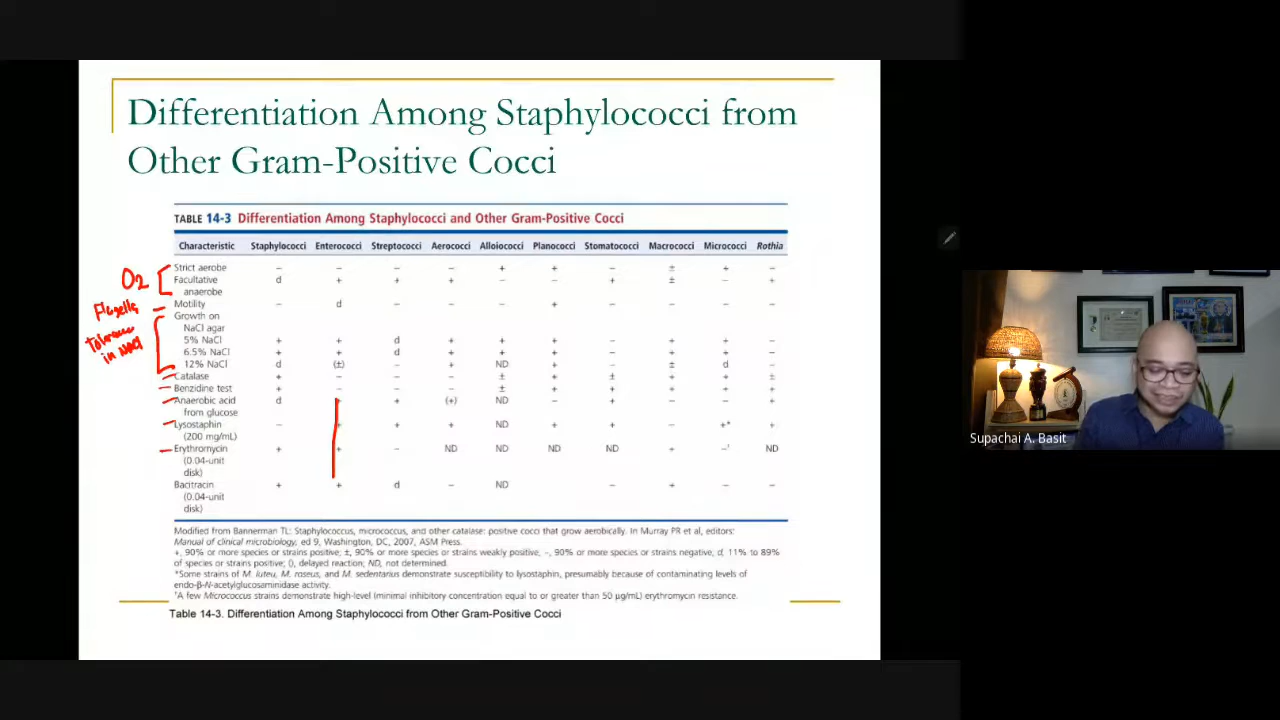 Differentiation Among Staphylococci from
Other Gram-Positive Cocci
TABLE 14-3 Differentiation Among Staphylococci and Other Gram-Positive Cocci
Characteristic Staphylococci Enterococci Streptococci Aerococci Alloiococci Planococci Stomatococci Macrococci Micrococci Rothia
O2
Strict aerobe – – – – + + – ± + –
Facultative d + + + – – + ± – +
anaerobe
Flagella
Motility – d – – – + – – – –
tolerance
in NaCl
Growth on
NaCl agar
5% NaCl + + d + + + – + + –
6.5% NaCl + + d + + + – + + –
12% NaCl d (±) – + ND + – ± d –
Catalase + – – – ± + ± + + ±
Benzidine test + – – – ± + + + +
Anaerobic acid d + (+) ND – + – – +
from glucose
Lysostaphin – + + + ND + + – +* +
(200 mg/mL)
Erythromycin + + – ND ND ND ND + –† ND
(0.04-unit
disk)
Bacitracin + + d – ND – + – –
(0.04-unit
disk)
Modified from Bannerman TL: Staphylococcus, micrococcus, and other catalase: positive cocci that grow aerobically. In Murray PR et al, editors:
Manual of clinical microbiology, ed 9, Washington, DC, 2007, ASM Press.
+, 90% or more species or strains positive; ±, 90% or more species or strains weakly positive, –, 90% or more species or strains negative; d, 11% to 89%
of species or strains positive; (), delayed reaction; ND, not determined.
*Some strains of M. luteu, M. roseus, and M. sedentarius demonstrate susceptibility to lysostaphin, presumably because of contaminating levels of
endo-β-N-acetylglucosaminidase activity.
†A few Micrococcus strains demonstrate high-level (minimal inhibitory concentration equal to or greater than 50 µg/mL) erythromycin resistance.
Table 14-3. Differentiation Among Staphylococci from Other Gram-Positive Cocci
Supachai A. Basit